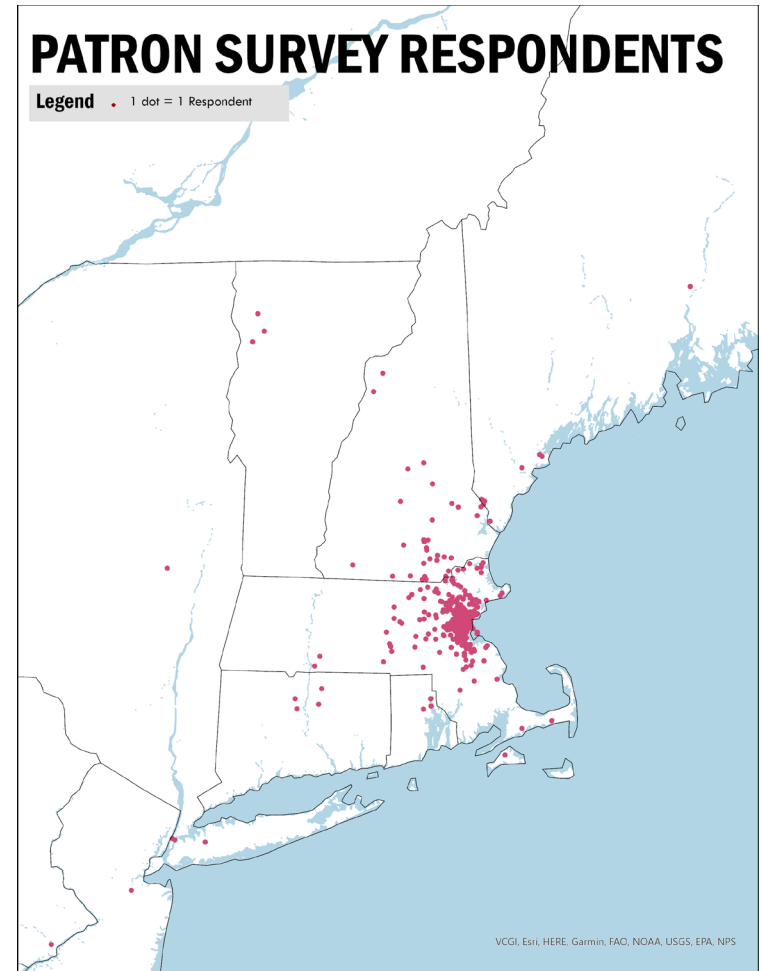 PATRON SURVEY RESPONDENTS
Legend 1 dot = 1 Respondent
VCGI, Esri, HERE, Garmin, FAO, NOAA, USGS, EPA, NPS